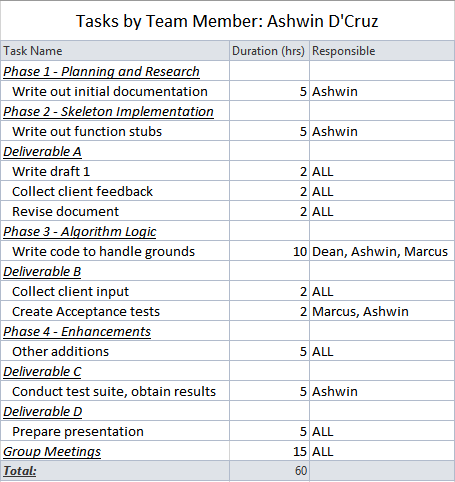 Tasks by Team Member: Ashwin D'Cruz
Task Name Duration (hrs) Responsible
Phase 1 - Planning and Research
Write out initial documentation 5 Ashwin
Phase 2 - Skeleton Implementation
Write out function stubs 5 Ashwin
Deliverable A
Write draft 1 2 ALL
Collect client feedback 2 ALL
Revise document 2 ALL
Phase 3 - Algorithm Logic
Write code to handle grounds 10 Dean, Ashwin, Marcus
Deliverable B
Collect client input 2 ALL
Create Acceptance tests 2 Marcus, Ashwin
Phase 4 - Enhancements
Other additions 5 ALL
Deliverable C
Conduct test suite, obtain results 5 Ashwin
Deliverable D
Prepare presentation 5 ALL
Group Meetings 15 ALL
Total: 60